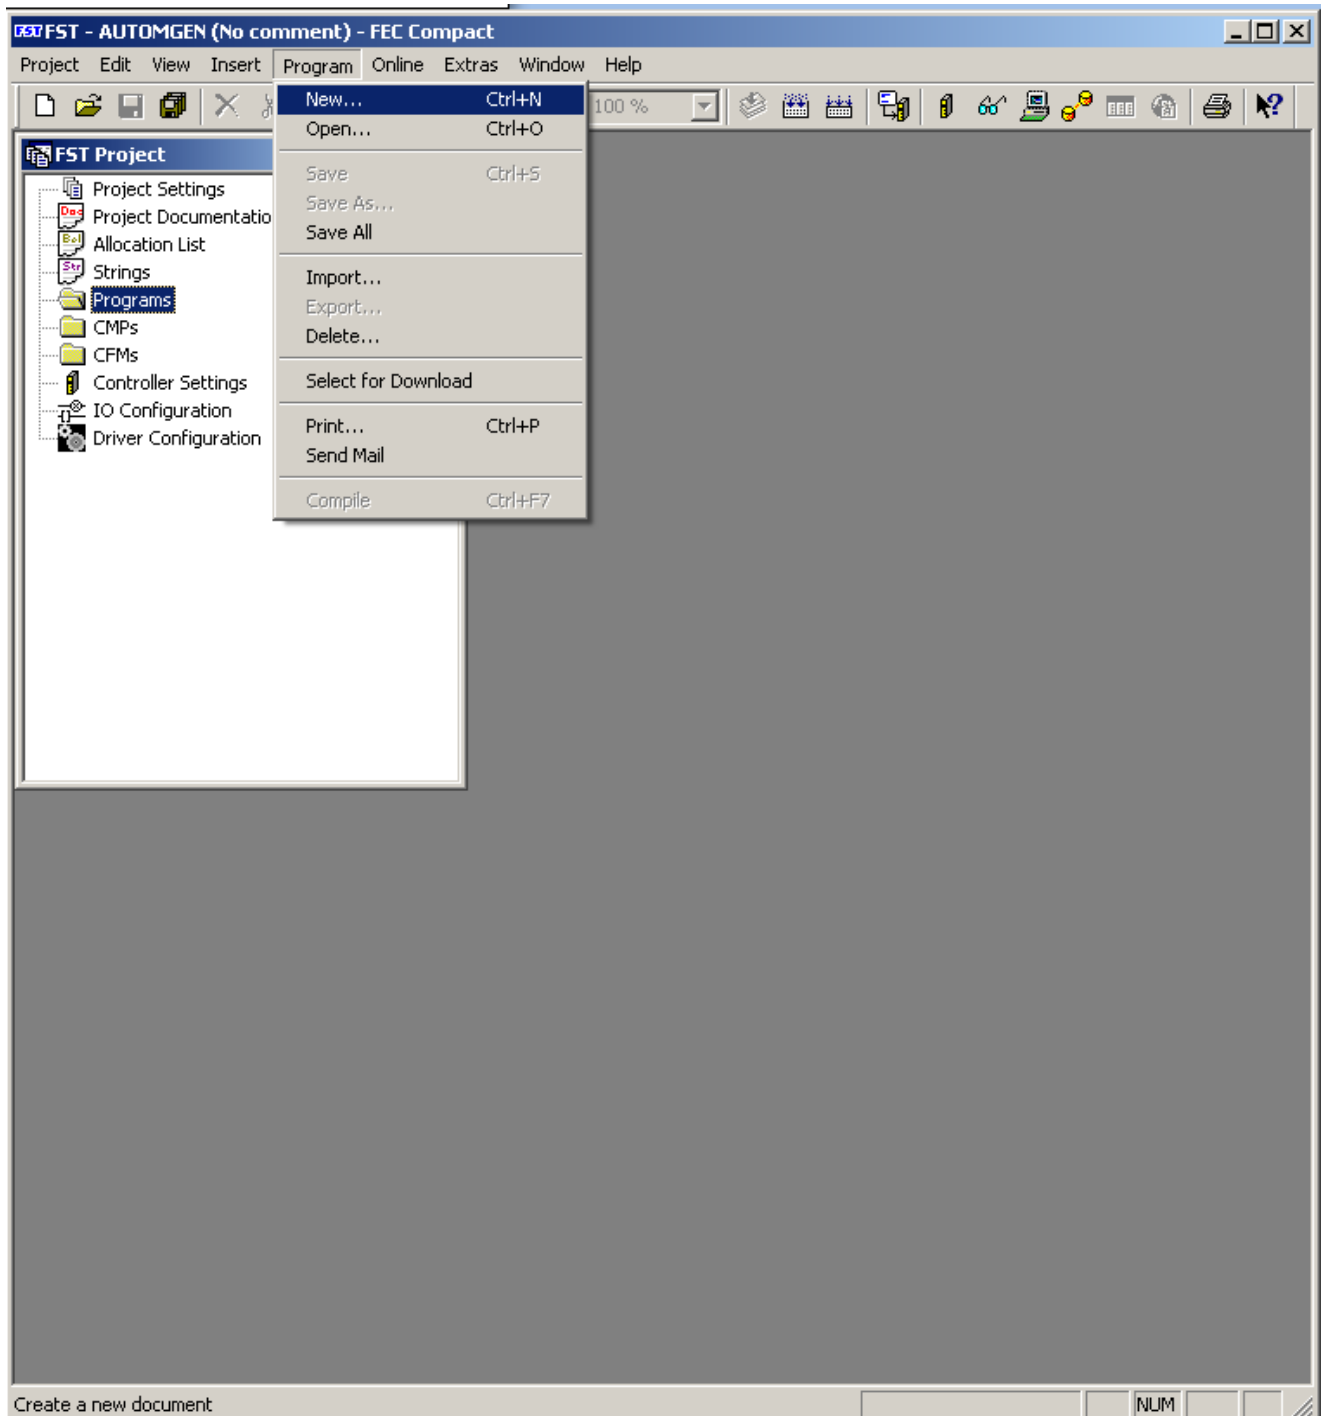 FST FST - AUTOMGEN (No comment) - FEC Compact
Project Edit View Insert Program Online Extras Window Help
100 %
New... Ctrl+N
Open... Ctrl+O
Save Ctrl+S
Save As...
Save All
Import...
Export...
Delete...
Select for Download
Print... Ctrl+P
Send Mail
Compile Ctrl+F7
FST Project
Project Settings
Doc Project Documentatio
Allocation List
Str Strings
Programs
CMPs
CFMs
Controller Settings
IO Configuration
Driver Configuration
Create a new document
NUM